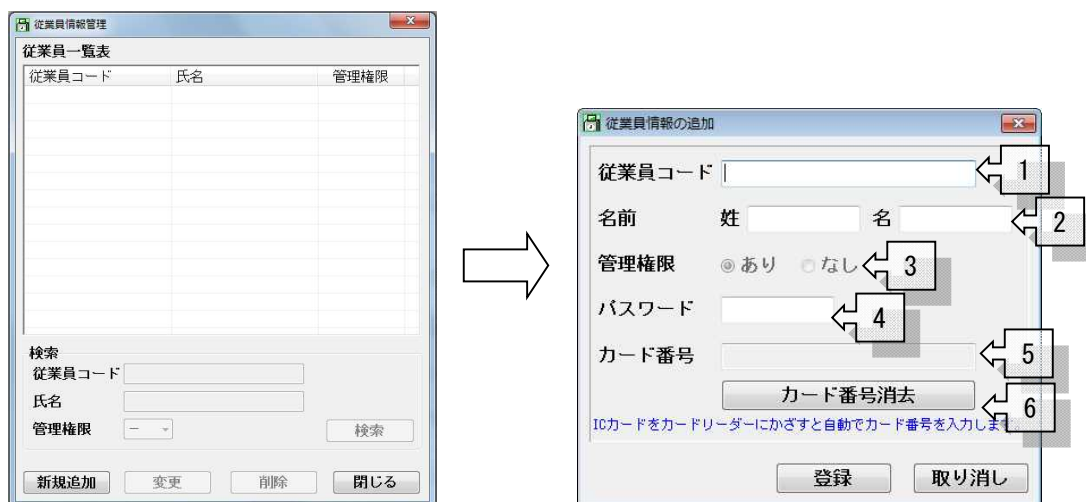 従業員情報管理
従業員一覧表
従業員コード 氏名 管理権限
検索
従業員コード
氏名
管理権限 －
検索
新規追加 変更 削除 閉じる
従業員情報の追加
従業員コード 1
名前 姓 名 2
管理権限 あり なし 3
パスワード 4
カード番号 5
カード番号消去 6
ICカードをカードリーダーにかざすと自動でカード番号を入力します。
登録 取り消し